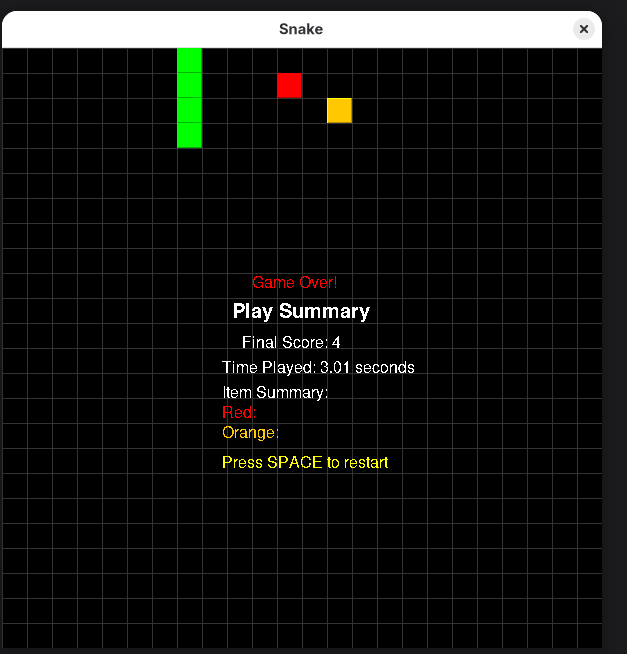 Snake
Game Over!
Play Summary
Final Score: 4
Time Played: 3.01 seconds
Item Summary:
Red:
Orange:
Press SPACE to restart